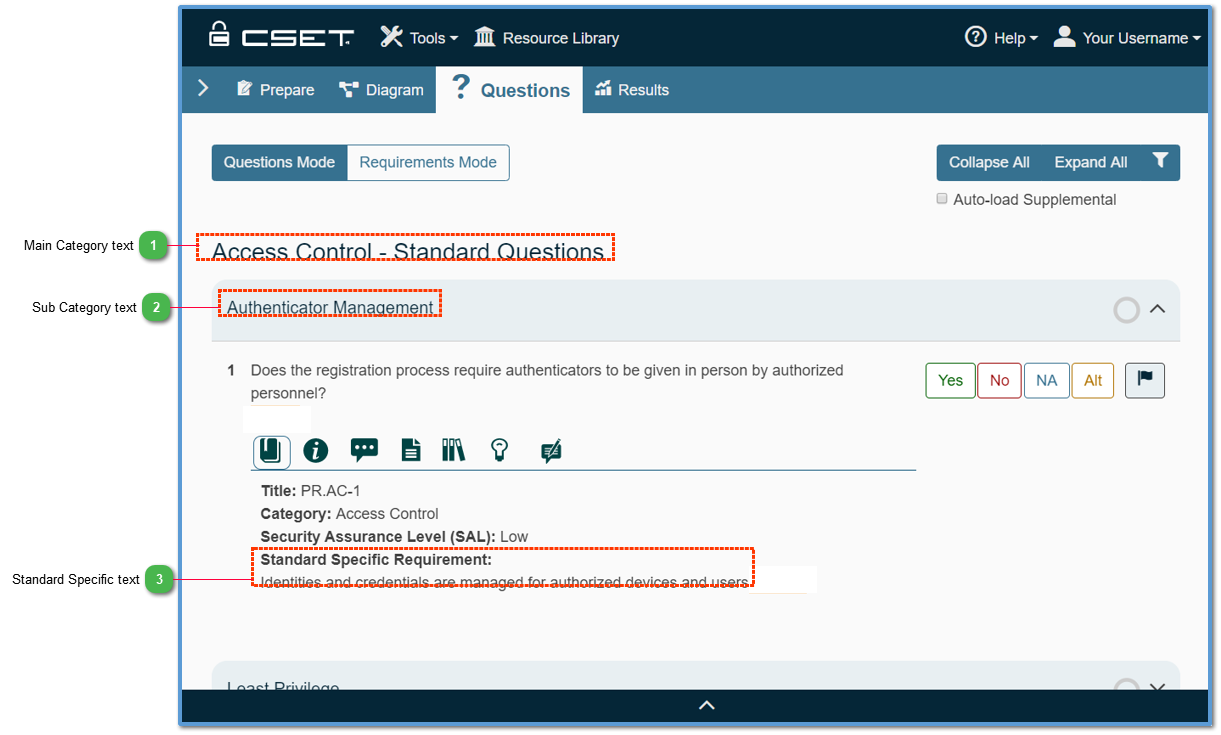 CSET Tools Resource Library Help Your Username
Prepare Diagram ? Questions Results
Questions Mode Requirements Mode Collapse All Expand All
Auto-load Supplemental
Main Category text 1 Access Control - Standard Questions
Sub Category text 2 Authenticator Management
1 Does the registration process require authenticators to be given in person by authorized Yes No NA Alt
personnel?
Title: PR.AC-1
Category: Access Control
Security Assurance Level (SAL): Low
Standard Specific Requirement:
Standard Specific text 3 Identities and credentials are managed for authorized devices and users
Least Privilege